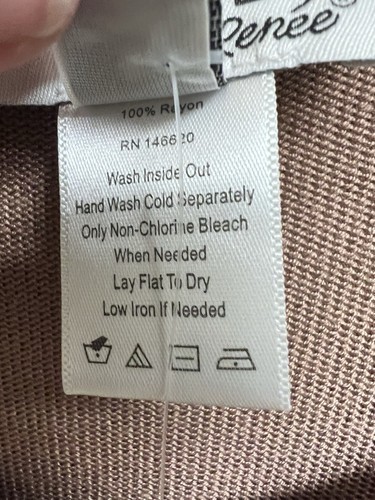 Renée®
100% Rayon
RN 146620
Wash Inside Out
Hand Wash Cold Separately
Only Non-Chlorine Bleach
When Needed
Lay Flat To Dry
Low Iron If Needed